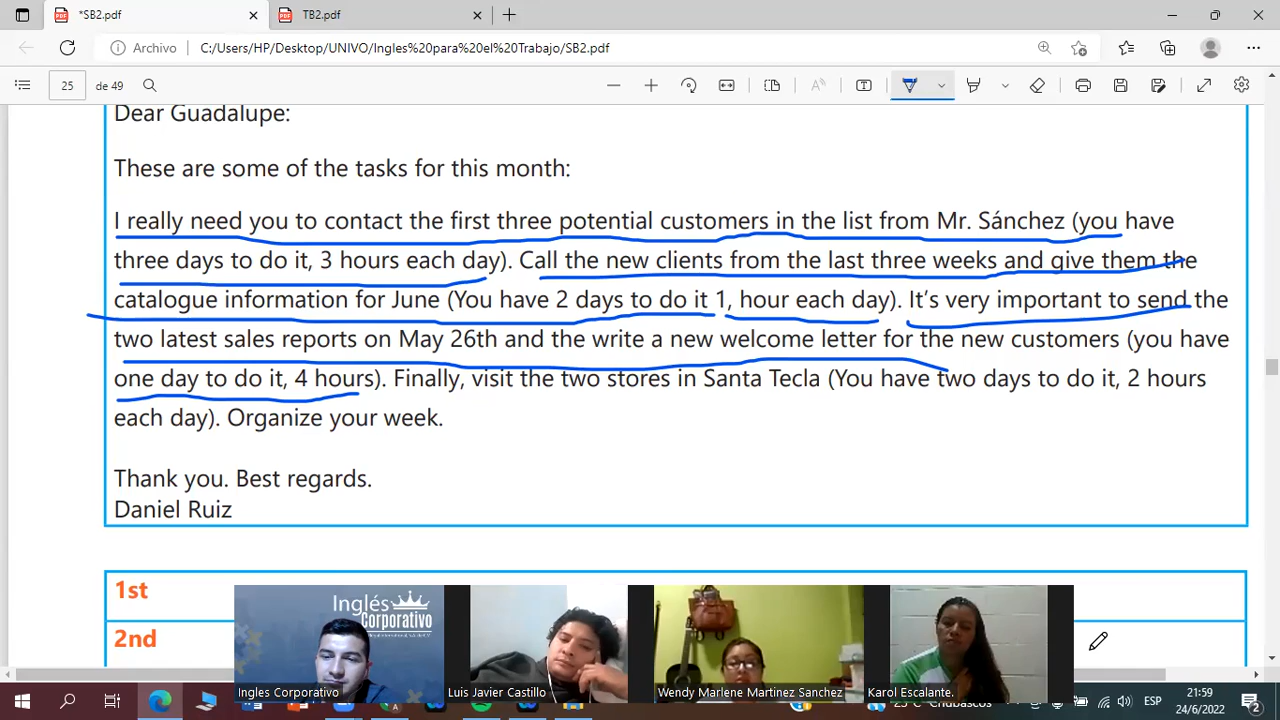 *SB2.pdf
TB2.pdf
Archivo
C:/Users/HP/Desktop/UNIVO/Ingles%20para%20el%20Trabajo/SB2.pdf
25 de 49
Dear Guadalupe:
These are some of the tasks for this month:
I really need you to contact the first three potential customers in the list from Mr. Sánchez (you have
three days to do it, 3 hours each day). Call the new clients from the last three weeks and give them the
catalogue information for June (You have 2 days to do it 1, hour each day). It's very important to send the
two latest sales reports on May 26th and the write a new welcome letter for the new customers (you have
one day to do it, 4 hours). Finally, visit the two stores in Santa Tecla (You have two days to do it, 2 hours
each day). Organize your week.
Thank you. Best regards.
Daniel Ruiz
1st
2nd
Inglés
Corporativo
Ingles Corporativo
Luis Javier Castillo
Wendy Marlene Martinez Sanchez
Karol Escalante.
ESP
21:59
24/6/2022
2